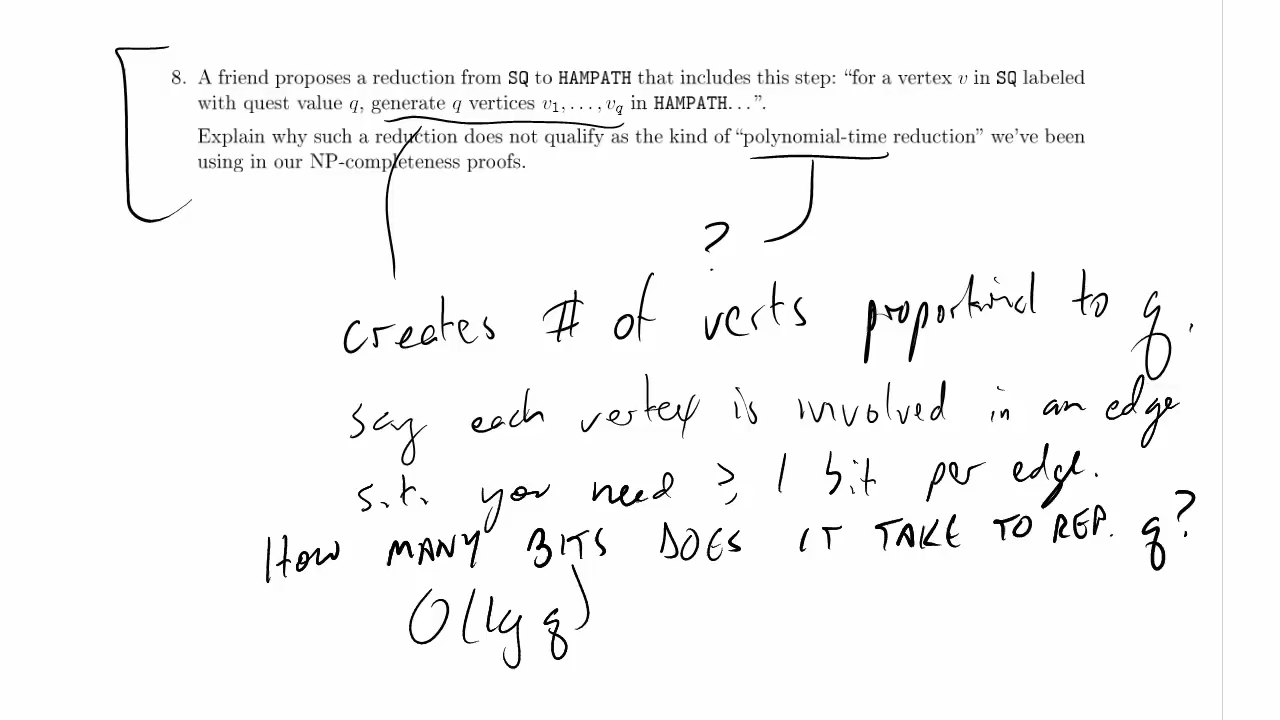 8. A friend proposes a reduction from SQ to HAMPATH that includes this step: “for a vertex v in SQ labeled
with quest value q, generate q vertices v₁, . . . , v_q in HAMPATH. . . ”.
Explain why such a reduction does not qualify as the kind of “polynomial-time reduction” we’ve been
using in our NP-completeness proofs.
?
creates # of verts proportional to q.
say each vertex is involved in an edge
s.t. you need ≥ 1 bit per edge.
HOW MANY BITS DOES IT TAKE TO REP. q?
O(lg q)